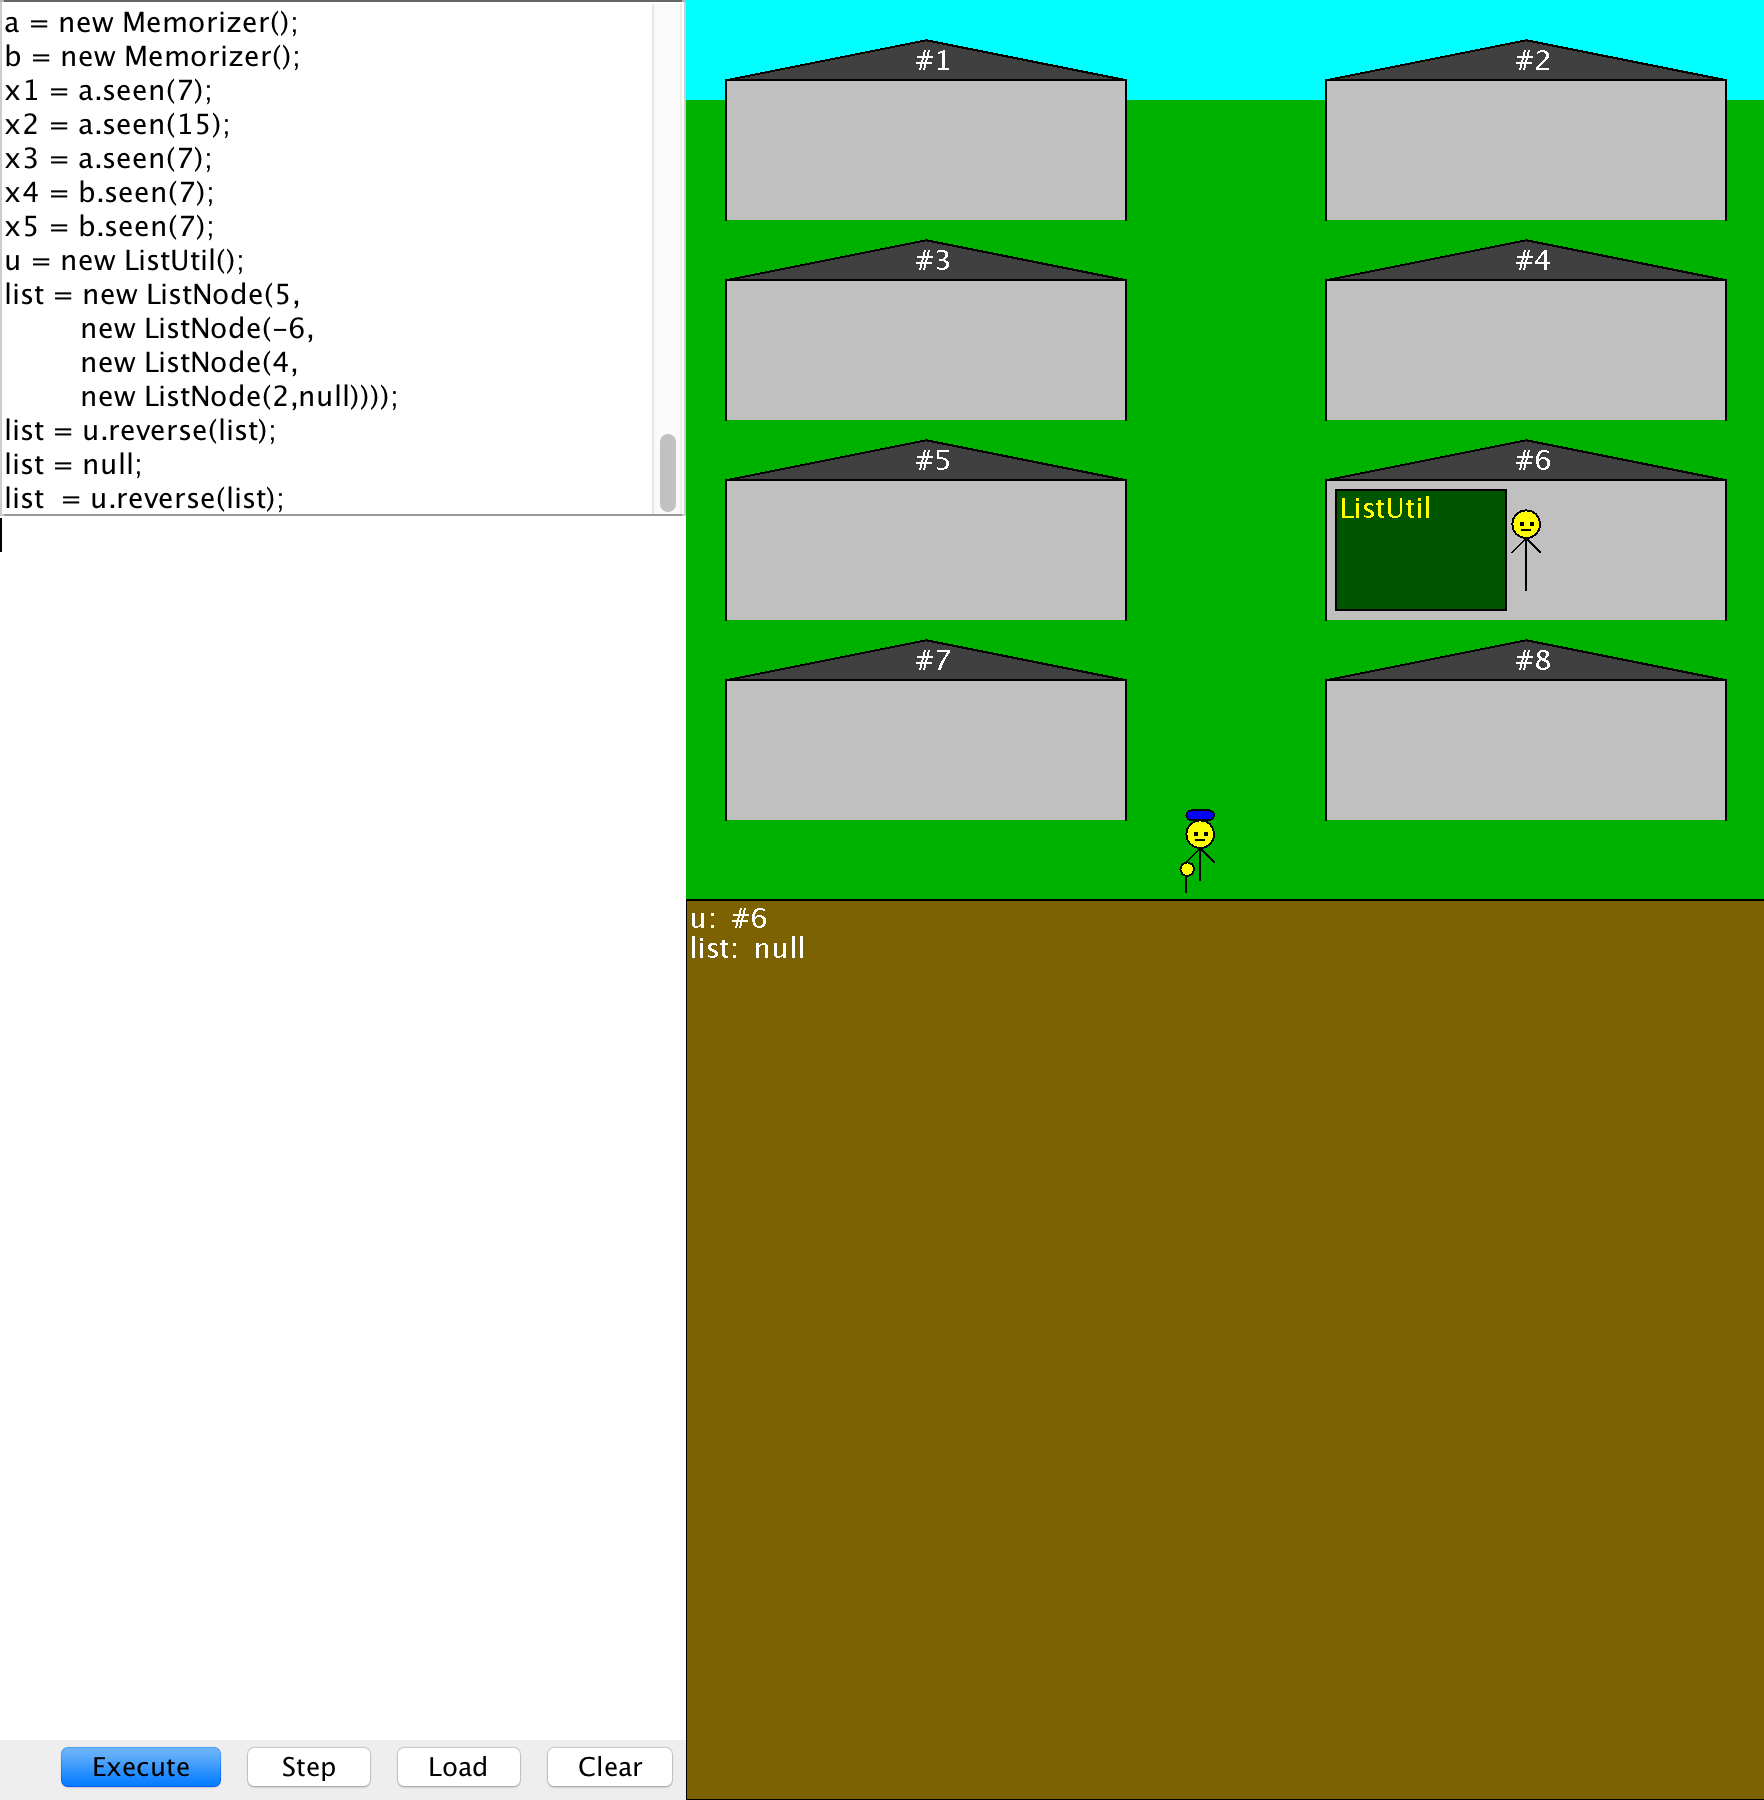 a = new Memorizer();
b = new Memorizer();
x1 = a.seen(7);
x2 = a.seen(15);
x3 = a.seen(7);
x4 = b.seen(7);
x5 = b.seen(7);
u = new ListUtil();
list = new ListNode(5,
new ListNode(-6,
new ListNode(4,
new ListNode(2,null))));
list = u.reverse(list);
list = null;
list  = u.reverse(list);
Execute
Step
Load
Clear
#1
#2
#3
#4
#5
#6
ListUtil
#7
#8
u: #6
list: null